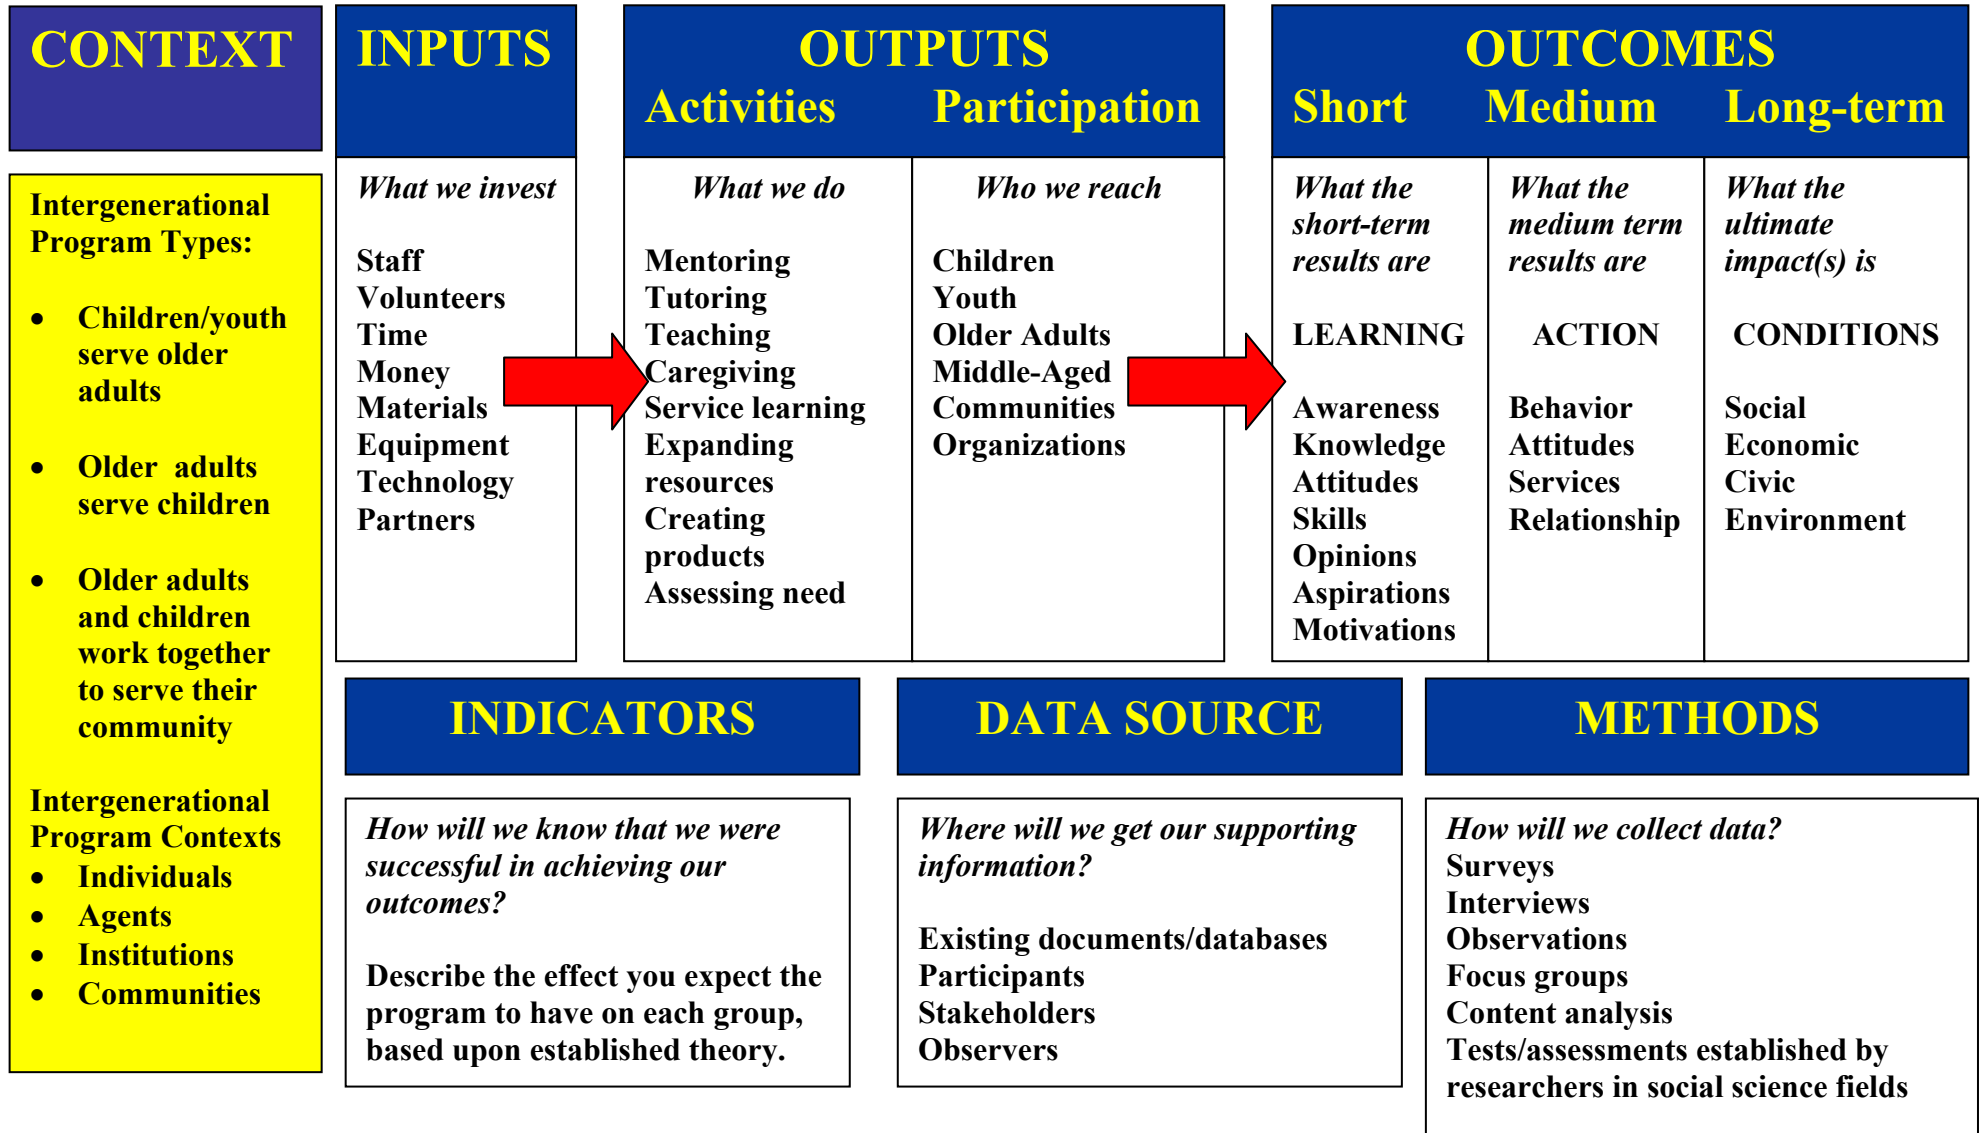 CONTEXT
Intergenerational
Program Types:
• Children/youth
serve older
adults
• Older adults
serve children
• Older adults
and children
work together
to serve their
community
Intergenerational
Program Contexts
• Individuals
• Agents
• Institutions
• Communities
INPUTS
What we invest
Staff
Volunteers
Time
Money
Materials
Equipment
Technology
Partners
OUTPUTS
Activities
Participation
What we do
Mentoring
Tutoring
Teaching
Caregiving
Service learning
Expanding
resources
Creating
products
Assessing need
Who we reach
Children
Youth
Older Adults
Middle-Aged
Communities
Organizations
OUTCOMES
Short
Medium
Long-term
What the
short-term
results are
LEARNING
Awareness
Knowledge
Attitudes
Skills
Opinions
Aspirations
Motivations
What the
medium term
results are
ACTION
Behavior
Attitudes
Services
Relationship
What the
ultimate
impact(s) is
CONDITIONS
Social
Economic
Civic
Environment
INDICATORS
How will we know that we were
successful in achieving our
outcomes?
Describe the effect you expect the
program to have on each group,
based upon established theory.
DATA SOURCE
Where will we get our supporting
information?
Existing documents/databases
Participants
Stakeholders
Observers
METHODS
How will we collect data?
Surveys
Interviews
Observations
Focus groups
Content analysis
Tests/assessments established by
researchers in social science fields